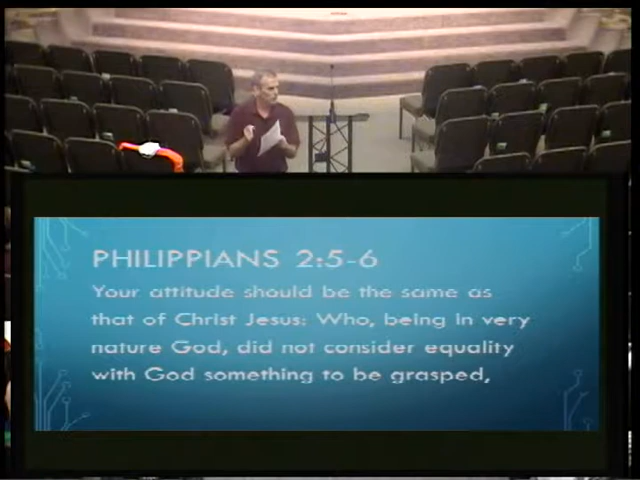 PHILIPPIANS 2:5-6
Your attitude should be the same as
that of Christ Jesus: Who, being in very
nature God, did not consider equality
with God something to be grasped,